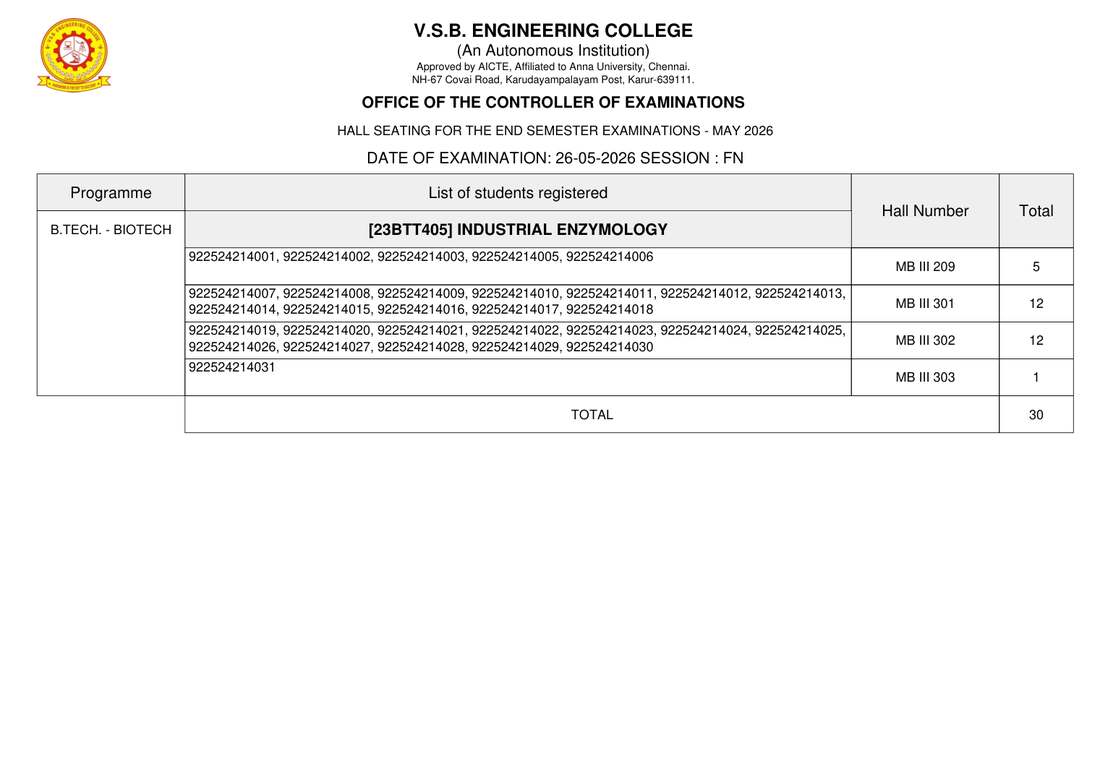 V.S.B. ENGINEERING COLLEGE
(An Autonomous Institution)
Approved by AICTE, Affiliated to Anna University, Chennai.
NH-67 Covai Road, Karudayampalayam Post, Karur-639111.
OFFICE OF THE CONTROLLER OF EXAMINATIONS
HALL SEATING FOR THE END SEMESTER EXAMINATIONS - MAY 2026
DATE OF EXAMINATION: 26-05-2026 SESSION : FN
Programme
List of students registered
Hall Number
Total
B.TECH. - BIOTECH
[23BTT405] INDUSTRIAL ENZYMOLOGY
922524214001, 922524214002, 922524214003, 922524214005, 922524214006
MB III 209
5
922524214007, 922524214008, 922524214009, 922524214010, 922524214011, 922524214012, 922524214013,
922524214014, 922524214015, 922524214016, 922524214017, 922524214018
MB III 301
12
922524214019, 922524214020, 922524214021, 922524214022, 922524214023, 922524214024, 922524214025,
922524214026, 922524214027, 922524214028, 922524214029, 922524214030
MB III 302
12
922524214031
MB III 303
1
TOTAL
30